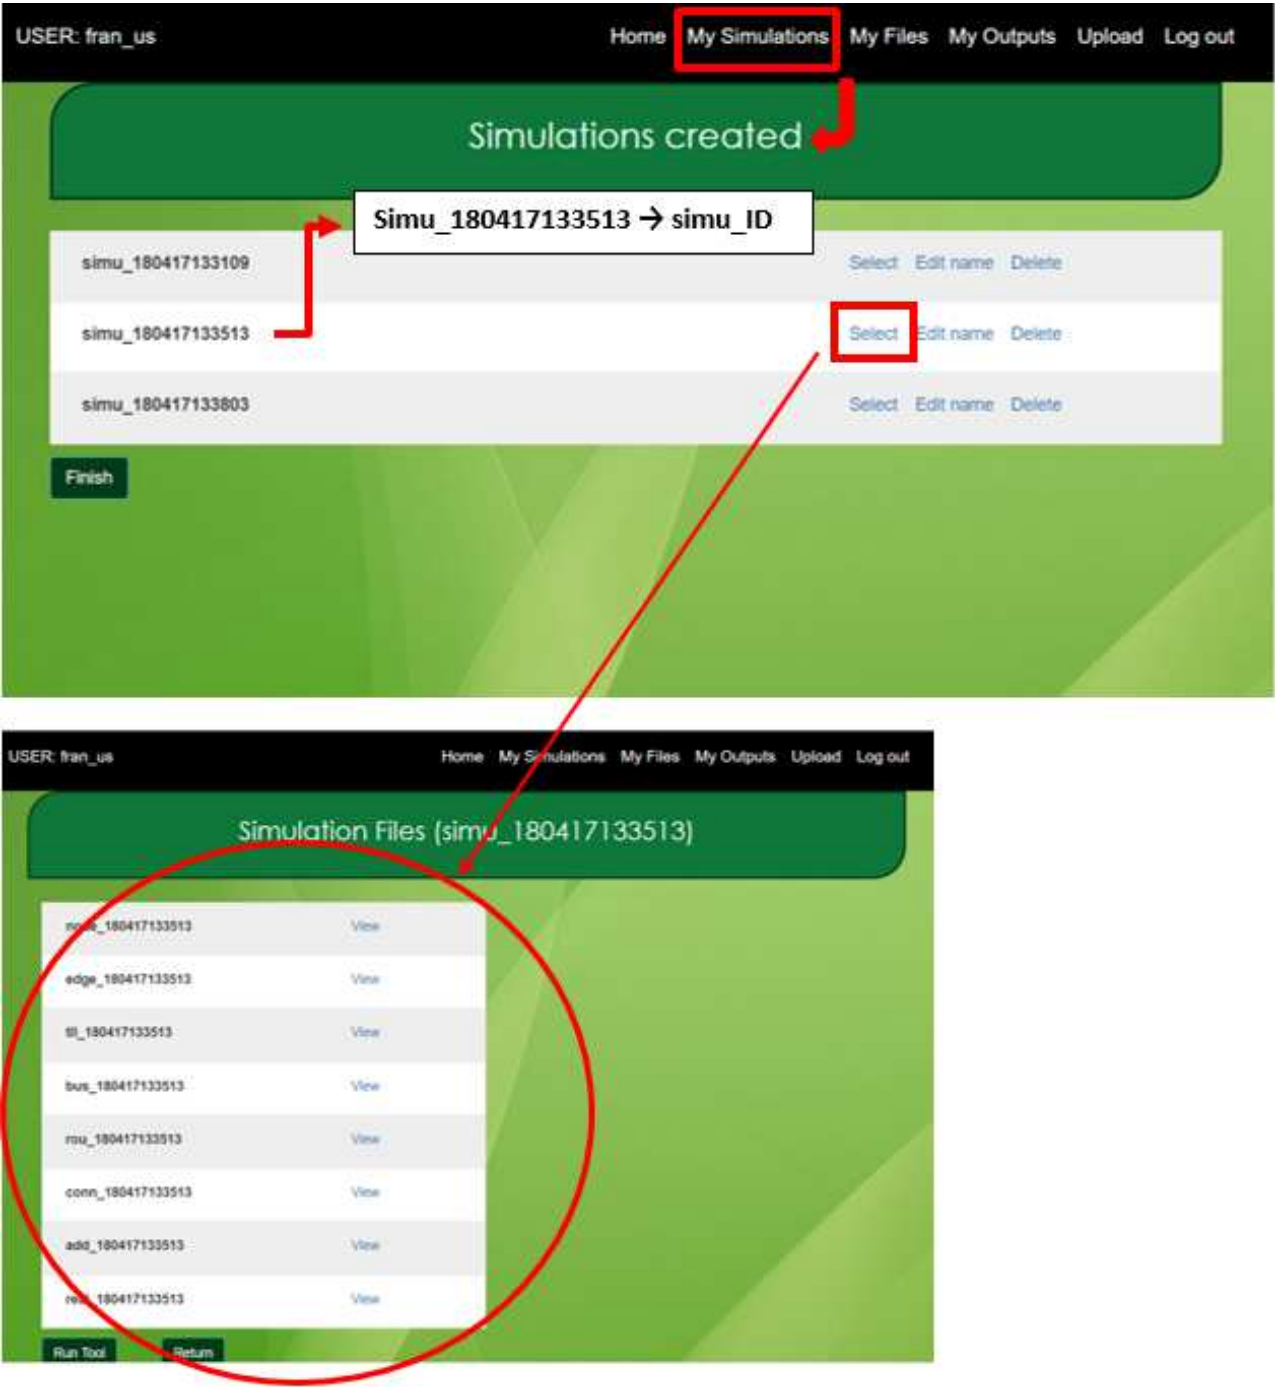 USER: fran_us Home My Simulations My Files My Outputs Upload Log out
Simulations created
Simu_180417133513 → simu_ID
simu_180417133109 Select Edit name Delete
simu_180417133513 Select Edit name Delete
simu_180417133803 Select Edit name Delete
Finish
USER: fran_us Home My Simulations My Files My Outputs Upload Log out
Simulation Files (simu_180417133513)
node_180417133513 View
edge_180417133513 View
tll_180417133513 View
bus_180417133513 View
rou_180417133513 View
conn_180417133513 View
add_180417133513 View
180417133513 View
Run Tool Return